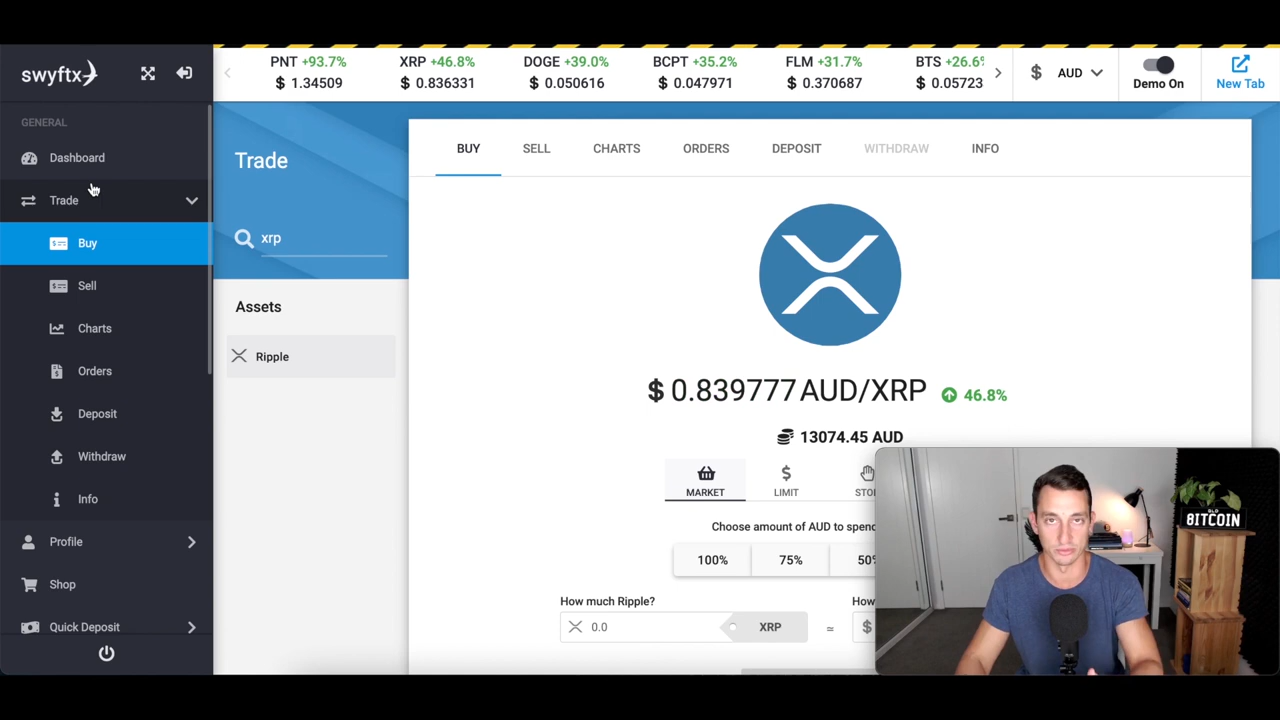 swyftx
GENERAL
Dashboard
Trade
Buy
Sell
Charts
Orders
Deposit
Withdraw
Info
Profile
Shop
Quick Deposit
PNT +93.7%
$ 1.34509
XRP +46.8%
$ 0.836331
DOGE +39.0%
$ 0.050616
BCPT +35.2%
$ 0.047971
FLM +31.7%
$ 0.370687
BTS +26.6%
$ 0.05723
$ AUD
Demo On
New Tab
Trade
xrp
Assets
Ripple
BUY SELL CHARTS ORDERS DEPOSIT WITHDRAW INFO
$ 0.839777 AUD/XRP 46.8%
13074.45 AUD
MARKET
$ LIMIT
Choose amount of AUD to spend
100% 75% 50%
How much Ripple?
0.0 XRP ≃ $
How
BITCOIN